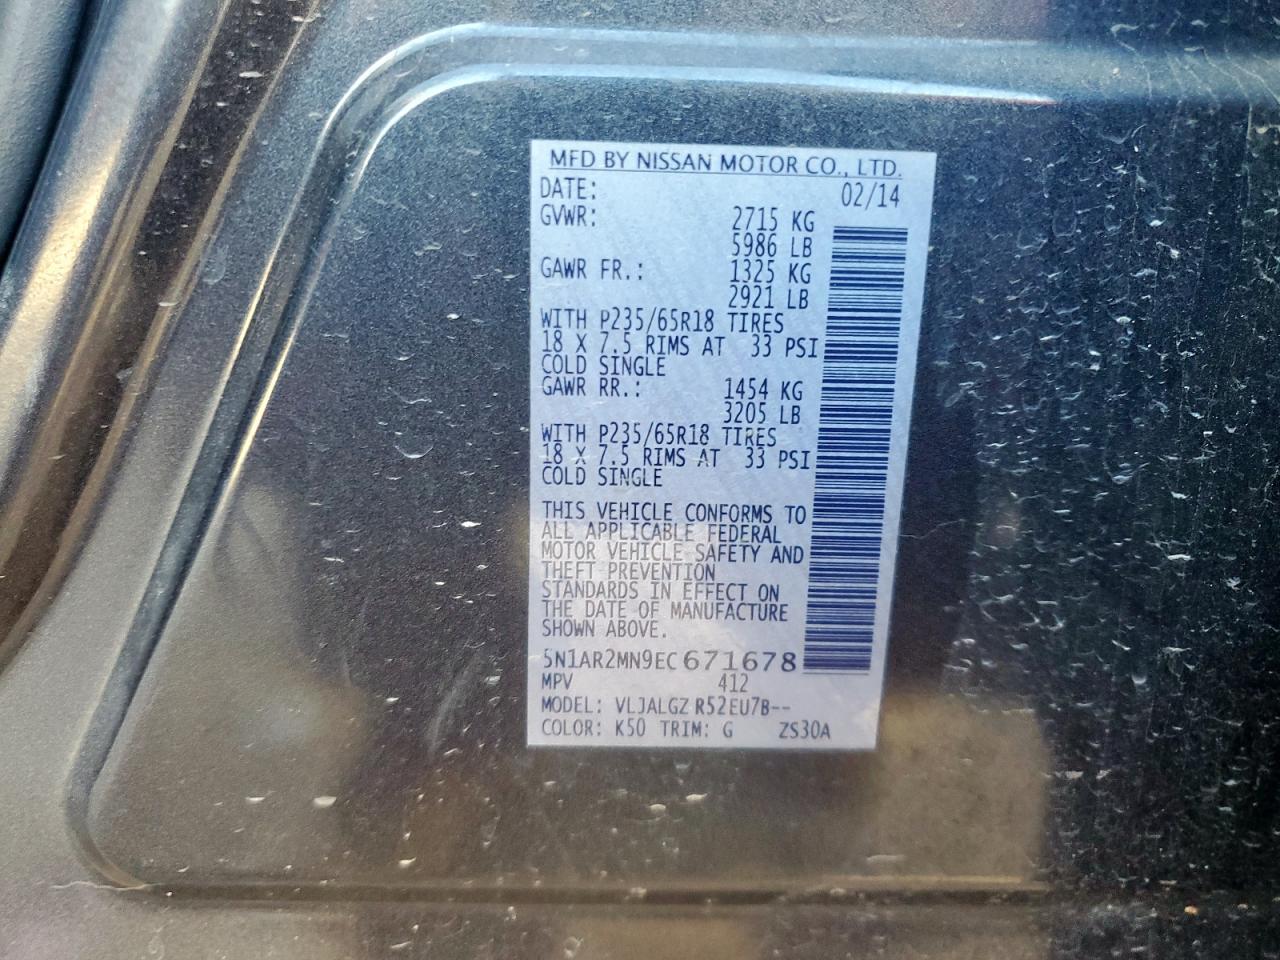 MFD BY NISSAN MOTOR CO., LTD.
DATE: 02/14
GVWR: 2715 KG
5986 LB
GAWR FR.: 1325 KG
2921 LB
WITH P235/65R18 TIRES
18 X 7.5 RIMS AT 33 PSI
COLD SINGLE
GAWR RR.: 1454 KG
3205 LB
WITH P235/65R18 TIRES
18 X 7.5 RIMS AT 33 PSI
COLD SINGLE
THIS VEHICLE CONFORMS TO
ALL APPLICABLE FEDERAL
MOTOR VEHICLE SAFETY AND
THEFT PREVENTION
STANDARDS IN EFFECT ON
THE DATE OF MANUFACTURE
SHOWN ABOVE.
5N1AR2MN9EC671678
MPV 412
MODEL: VLJALGZ R52EU7B--
COLOR: K50 TRIM: G ZS30A